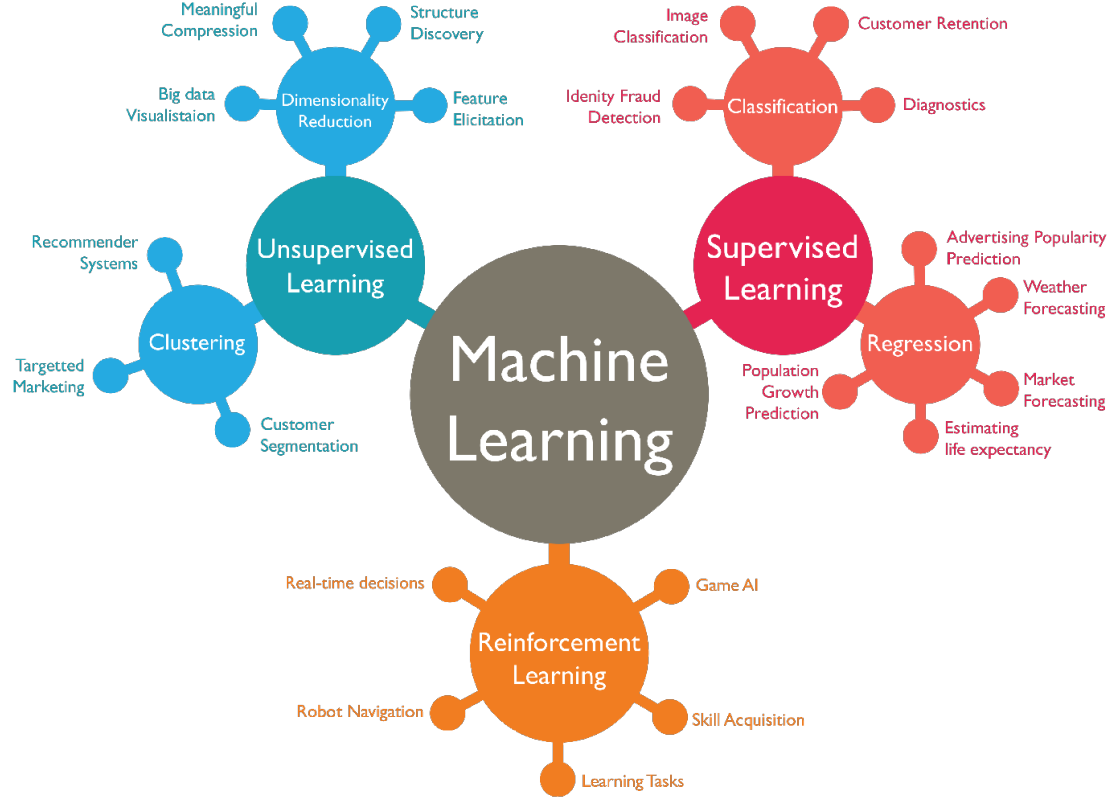 Meaningful
Compression
Structure
Discovery
Big data
Visualistaion
Dimensionality
Reduction
Feature
Elicitation
Unsupervised
Learning
Recommender
Systems
Clustering
Targetted
Marketing
Customer
Segmentation
Image
Classification
Customer Retention
Idenity Fraud
Detection
Classification
Diagnostics
Supervised
Learning
Advertising Popularity
Prediction
Weather
Forecasting
Regression
Population
Growth
Prediction
Market
Forecasting
Estimating
life expectancy
Machine
Learning
Real-time decisions
Game AI
Reinforcement
Learning
Robot Navigation
Skill Acquisition
Learning Tasks